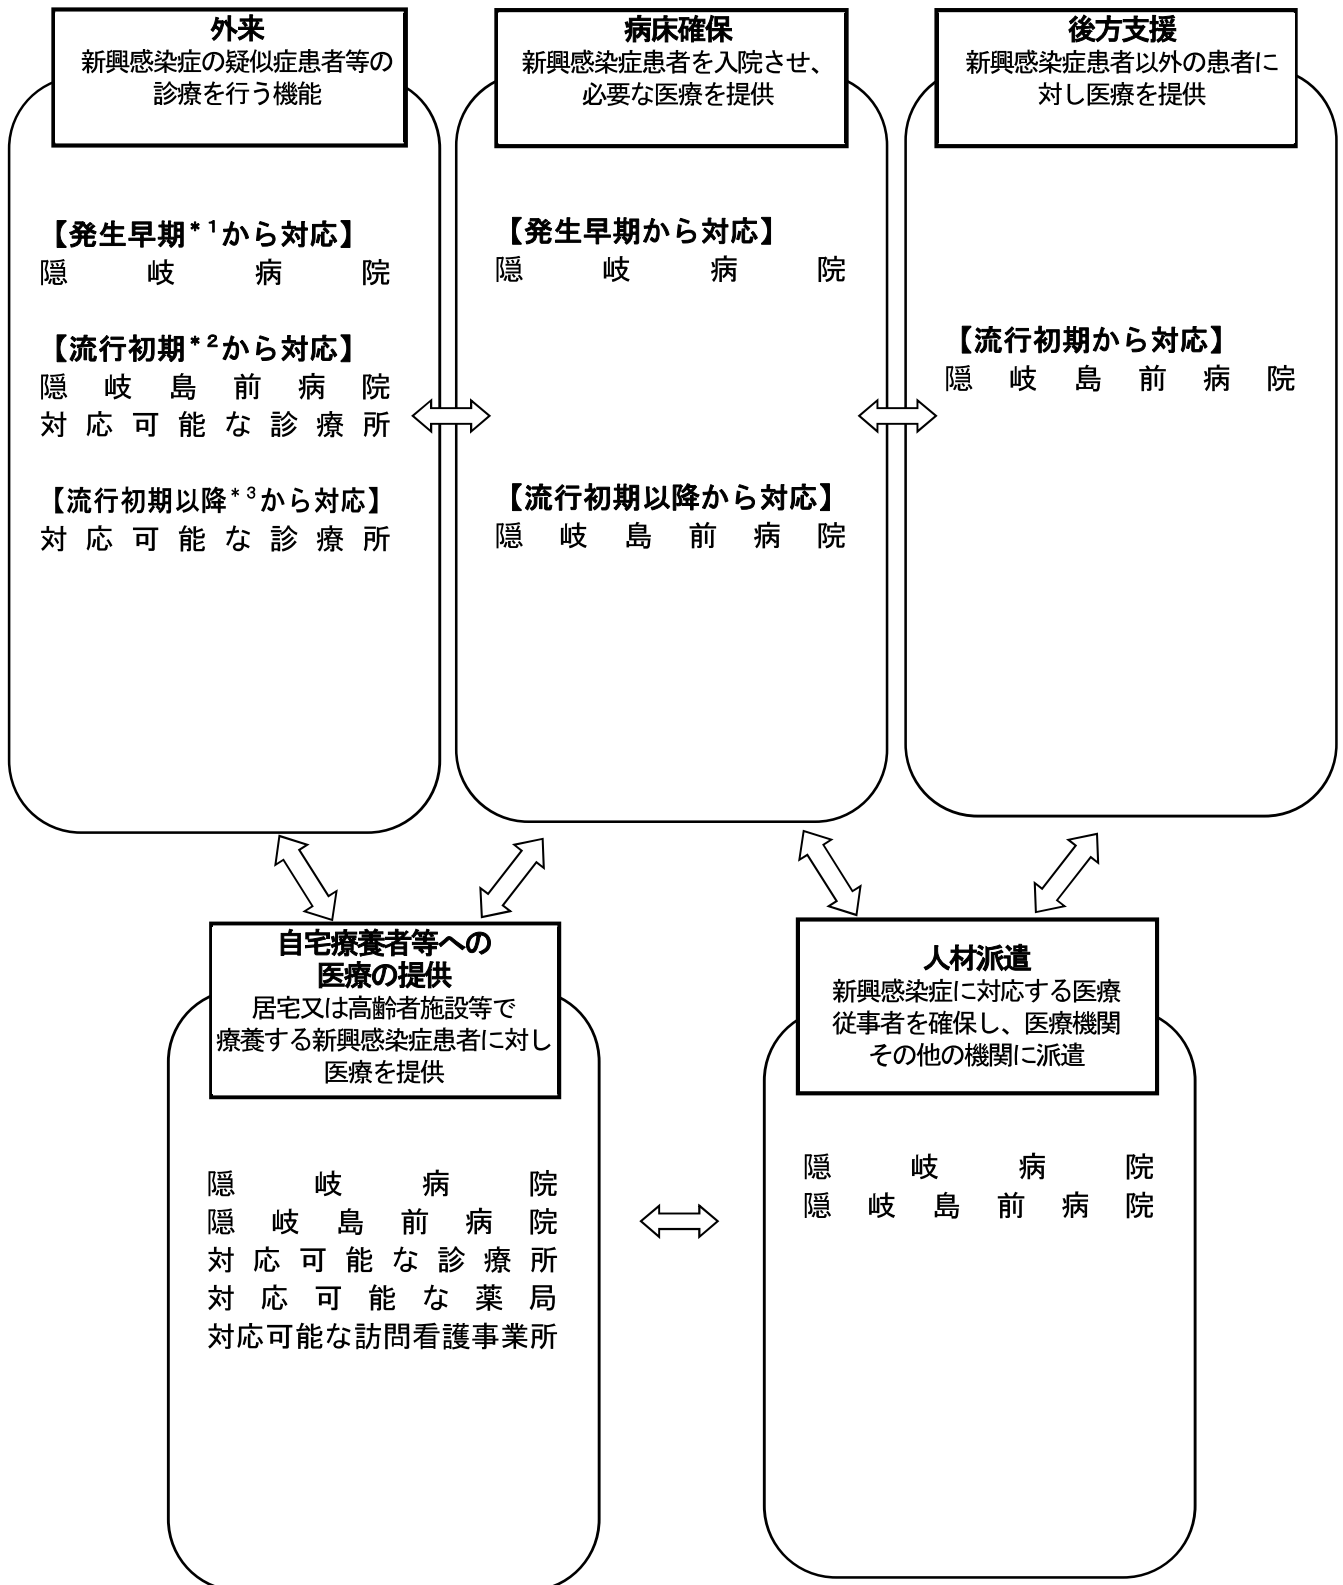 外来
新興感染症の疑似症患者等の
診療を行う機能
【発生早期*1から対応】
隠岐病院
【流行初期*2から対応】
隠岐島前病院
対応可能な診療所
【流行初期以降*3から対応】
対応可能な診療所
病床確保
新興感染症患者を入院させ、
必要な医療を提供
【発生早期から対応】
隠岐病院
【流行初期以降から対応】
隠岐島前病院
後方支援
新興感染症患者以外の患者に
対し医療を提供
【流行初期から対応】
隠岐島前病院
自宅療養者等への
医療の提供
居宅又は高齢者施設等で
療養する新興感染症患者に対し
医療を提供
隠岐病院
隠岐島前病院
対応可能な診療所
対応可能な薬局
対応可能な訪問看護事業所
人材派遣
新興感染症に対応する医療
従事者を確保し、医療機関
その他の機関に派遣
隠岐病院
隠岐島前病院